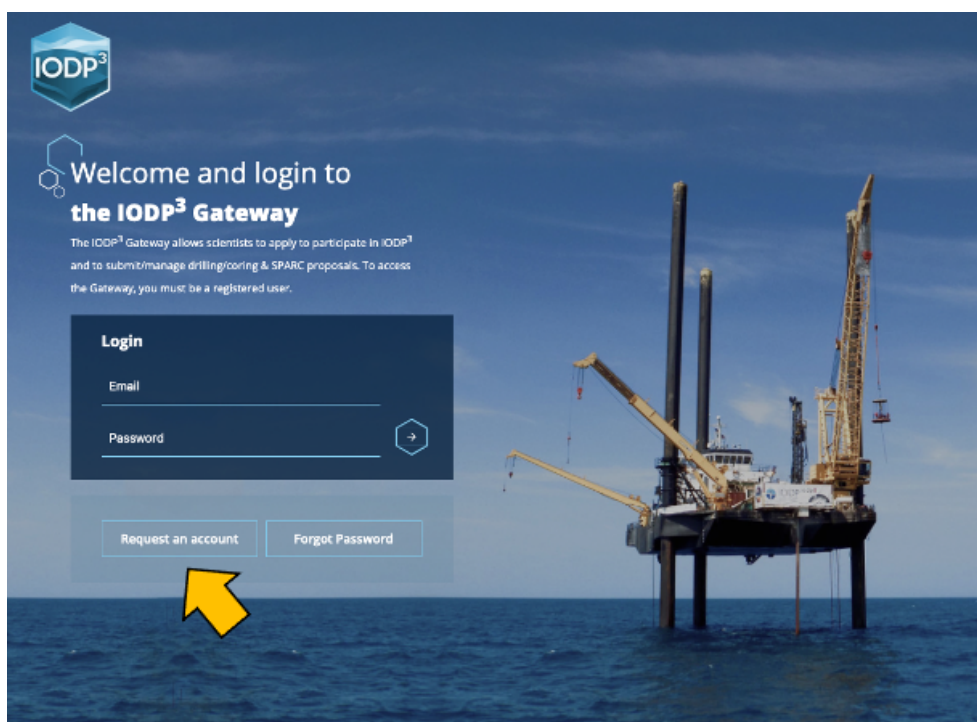 IODP³
Welcome and login to
the IODP³ Gateway
The IODP³ Gateway allows scientists to apply to participate in IODP³
and to submit/manage drilling/coring & SPARC proposals. To access
the Gateway, you must be a registered user.
Login
Email
Password
Request an account
Forgot Password